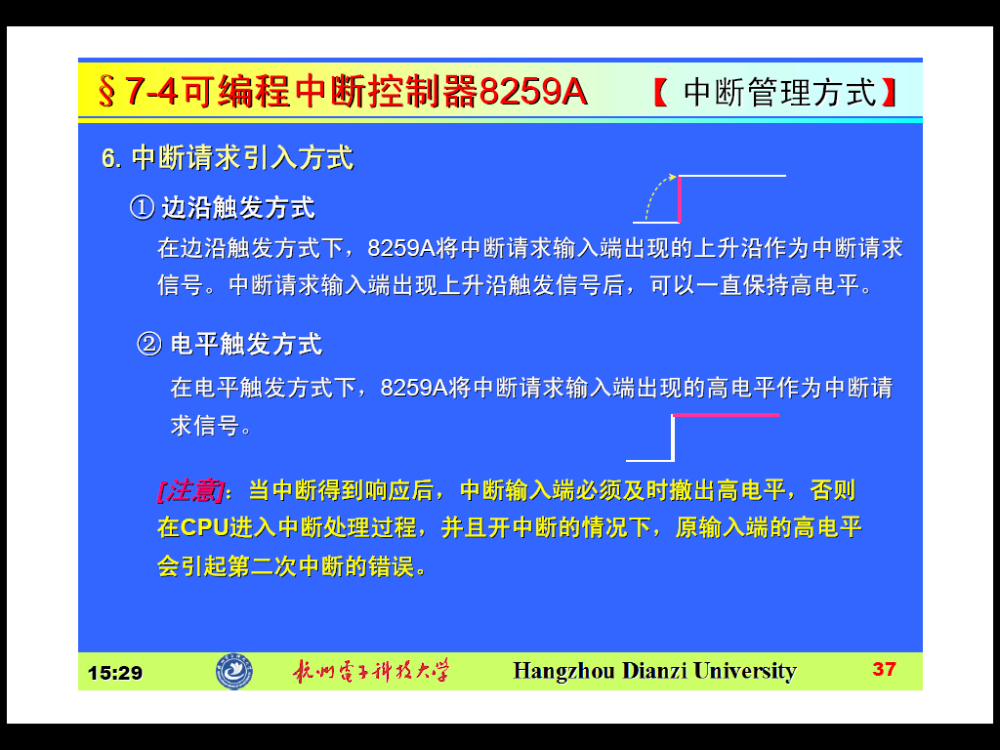 §7-4可编程中断控制器8259A 【 中断管理方式】
6. 中断请求引入方式
① 边沿触发方式
在边沿触发方式下，8259A将中断请求输入端出现的上升沿作为中断请求
信号。中断请求输入端出现上升沿触发信号后，可以一直保持高电平。
② 电平触发方式
在电平触发方式下，8259A将中断请求输入端出现的高电平作为中断请
求信号。
[注意]：当中断得到响应后，中断输入端必须及时撤出高电平，否则
在CPU进入中断处理过程，并且开中断的情况下，原输入端的高电平
会引起第二次中断的错误。
15:29 杭州电子科技大学 Hangzhou Dianzi University 37